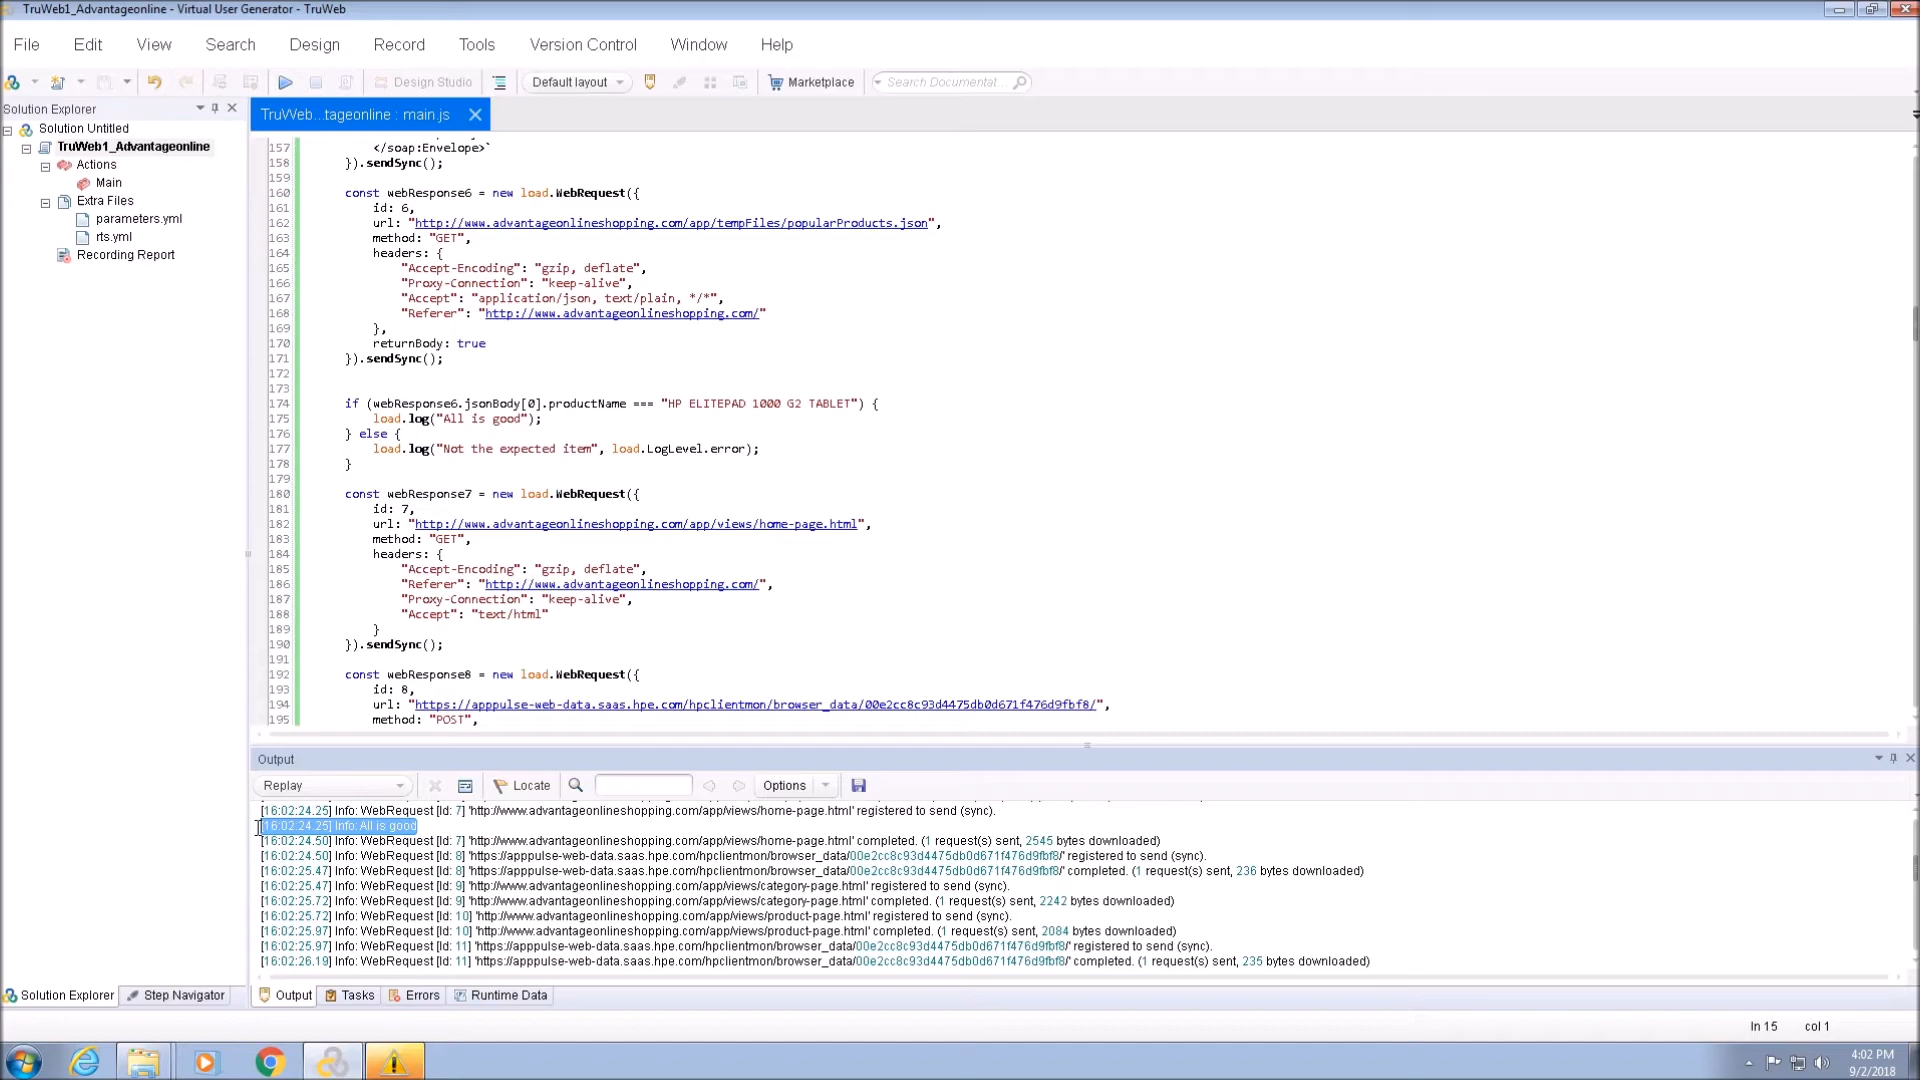 TruWeb1_Advantageonline - Virtual User Generator - TruWeb
File Edit View Search Design Record Tools Version Control Window Help
Design Studio Default layout Marketplace Search Documentat...
Solution Explorer
Solution Untitled
TruWeb1_Advantageonline
Actions
Main
Extra Files
parameters.yml
rts.yml
Recording Report
TruWeb...tageonline : main.js
157 </soap:Envelope>`
158 }).sendSync();
159
160 const webResponse6 = new load.WebRequest({
161 id: 6,
162 url: "http://www.advantageonlineshopping.com/app/tempFiles/popularProducts.json",
163 method: "GET",
164 headers: {
165 "Accept-Encoding": "gzip, deflate",
166 "Proxy-Connection": "keep-alive",
167 "Accept": "application/json, text/plain, */*",
168 "Referer": "http://www.advantageonlineshopping.com/"
169 },
170 returnBody: true
171 }).sendSync();
172
173
174 if (webResponse6.jsonBody[0].productName === "HP ELITEPAD 1000 G2 TABLET") {
175 load.log("All is good");
176 } else {
177 load.log("Not the expected item", load.LogLevel.error);
178 }
179
180 const webResponse7 = new load.WebRequest({
181 id: 7,
182 url: "http://www.advantageonlineshopping.com/app/views/home-page.html",
183 method: "GET",
184 headers: {
185 "Accept-Encoding": "gzip, deflate",
186 "Referer": "http://www.advantageonlineshopping.com/",
187 "Proxy-Connection": "keep-alive",
188 "Accept": "text/html"
189 }
190 }).sendSync();
191
192 const webResponse8 = new load.WebRequest({
193 id: 8,
194 url: "https://apppulse-web-data.saas.hpe.com/hpclientmon/browser_data/00e2cc8c93d4475db0d671f476d9fbf8/",
195 method: "POST",
Output
Replay Locate Options
[16:02:24.25] Info: WebRequest [Id: 7] 'http://www.advantageonlineshopping.com/app/views/home-page.html' registered to send (sync).
[16:02:24.25] Info: All is good
[16:02:24.50] Info: WebRequest [Id: 7] 'http://www.advantageonlineshopping.com/app/views/home-page.html' completed. (1 request(s) sent, 2545 bytes downloaded)
[16:02:24.50] Info: WebRequest [Id: 8] 'https://apppulse-web-data.saas.hpe.com/hpclientmon/browser_data/00e2cc8c93d4475db0d671f476d9fbf8/' registered to send (sync).
[16:02:25.47] Info: WebRequest [Id: 8] 'https://apppulse-web-data.saas.hpe.com/hpclientmon/browser_data/00e2cc8c93d4475db0d671f476d9fbf8/' completed. (1 request(s) sent, 236 bytes downloaded)
[16:02:25.47] Info: WebRequest [Id: 9] 'http://www.advantageonlineshopping.com/app/views/category-page.html' registered to send (sync).
[16:02:25.72] Info: WebRequest [Id: 9] 'http://www.advantageonlineshopping.com/app/views/category-page.html' completed. (1 request(s) sent, 2242 bytes downloaded)
[16:02:25.72] Info: WebRequest [Id: 10] 'http://www.advantageonlineshopping.com/app/views/product-page.html' registered to send (sync).
[16:02:25.97] Info: WebRequest [Id: 10] 'http://www.advantageonlineshopping.com/app/views/product-page.html' completed. (1 request(s) sent, 2084 bytes downloaded)
[16:02:25.97] Info: WebRequest [Id: 11] 'https://apppulse-web-data.saas.hpe.com/hpclientmon/browser_data/00e2cc8c93d4475db0d671f476d9fbf8/' registered to send (sync).
[16:02:26.19] Info: WebRequest [Id: 11] 'https://apppulse-web-data.saas.hpe.com/hpclientmon/browser_data/00e2cc8c93d4475db0d671f476d9fbf8/' completed. (1 request(s) sent, 235 bytes downloaded)
Solution Explorer Step Navigator Output Tasks Errors Runtime Data
ln 15 col 1
4:02 PM
9/2/2018